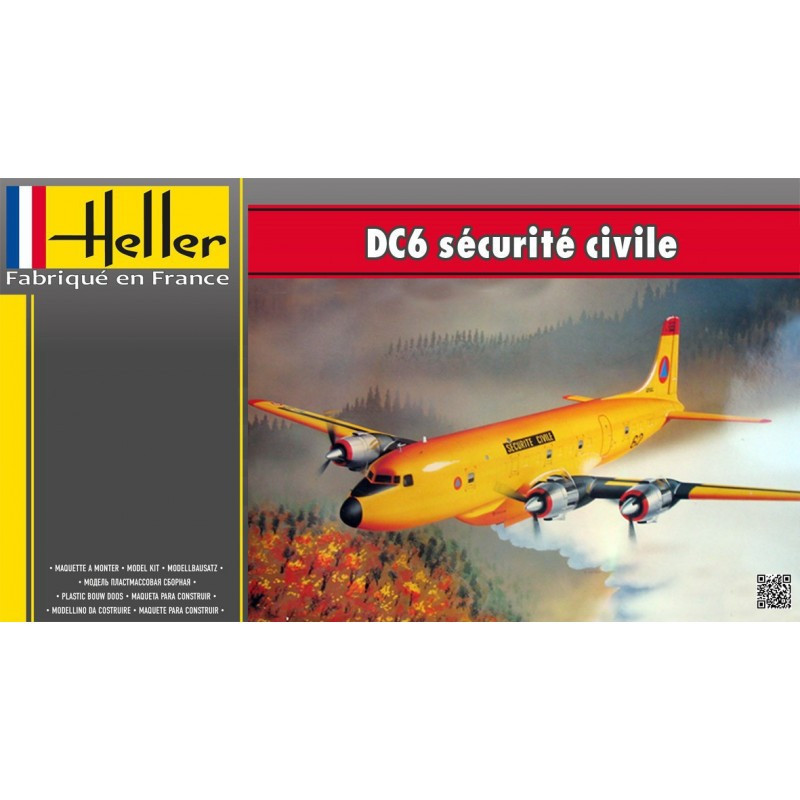 Heller
Fabriqué en France
DC6 sécurité civile
SÉCURITÉ CIVILE
• MAQUETTE A MONTER • MODEL KIT • MODELLBAUSATZ •
• МОДЕЛЬ ПЛАСТМАССОВАЯ СБОРНАЯ •
• PLASTIC BOUW DOOS • MAQUETA PARA CONSTRUIR •
• MODELLINO DA COSTRUIRE • MAQUETE PARA CONSTRUIR •